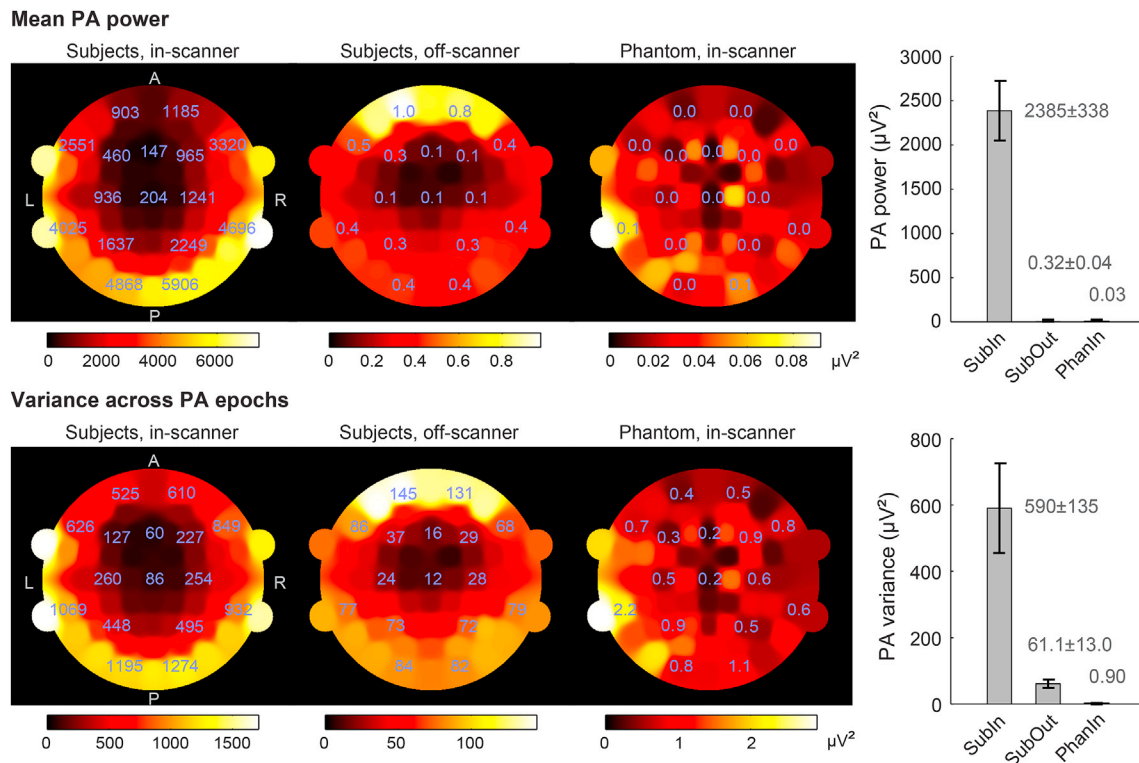 Mean PA power
Subjects, in-scanner Subjects, off-scanner Phantom, in-scanner
A
903 1185 1.0 0.8 0.0 0.0
2551 3320 0.5 0.4 0.0 0.0
460 147 965 0.3 0.1 0.1 0.0 0.0 0.0
L 936 204 1241 R 0.1 0.1 0.1 0.0 0.0 0.0
4025 4696 0.4 0.4 0.1 0.0
1637 2249 0.3 0.3 0.0 0.0
4868 5906 0.4 0.4 0.0 0.1
P
0 2000 4000 6000
0 0.2 0.4 0.6 0.8
0 0.02 0.04 0.06 0.08 µV²
PA power (µV²)
3000
2500
2000
1500
1000
500
0
2385±338
0.32±0.04
0.03
SubIn SubOut PhanIn
Variance across PA epochs
Subjects, in-scanner Subjects, off-scanner Phantom, in-scanner
A
525 610 145 131 0.4 0.5
626 849 86 68 0.7 0.8
127 60 227 37 16 29 0.3 0.2 0.9
L 260 86 254 R 24 12 28 0.5 0.2 0.6
1069 932 77 79 2.2 0.6
448 495 73 72 0.9 0.5
1195 1274 84 82 0.8 1.1
P
0 500 1000 1500
0 50 100
0 1 2 µV²
PA variance (µV²)
800
600
400
200
0
590±135
61.1±13.0
0.90
SubIn SubOut PhanIn